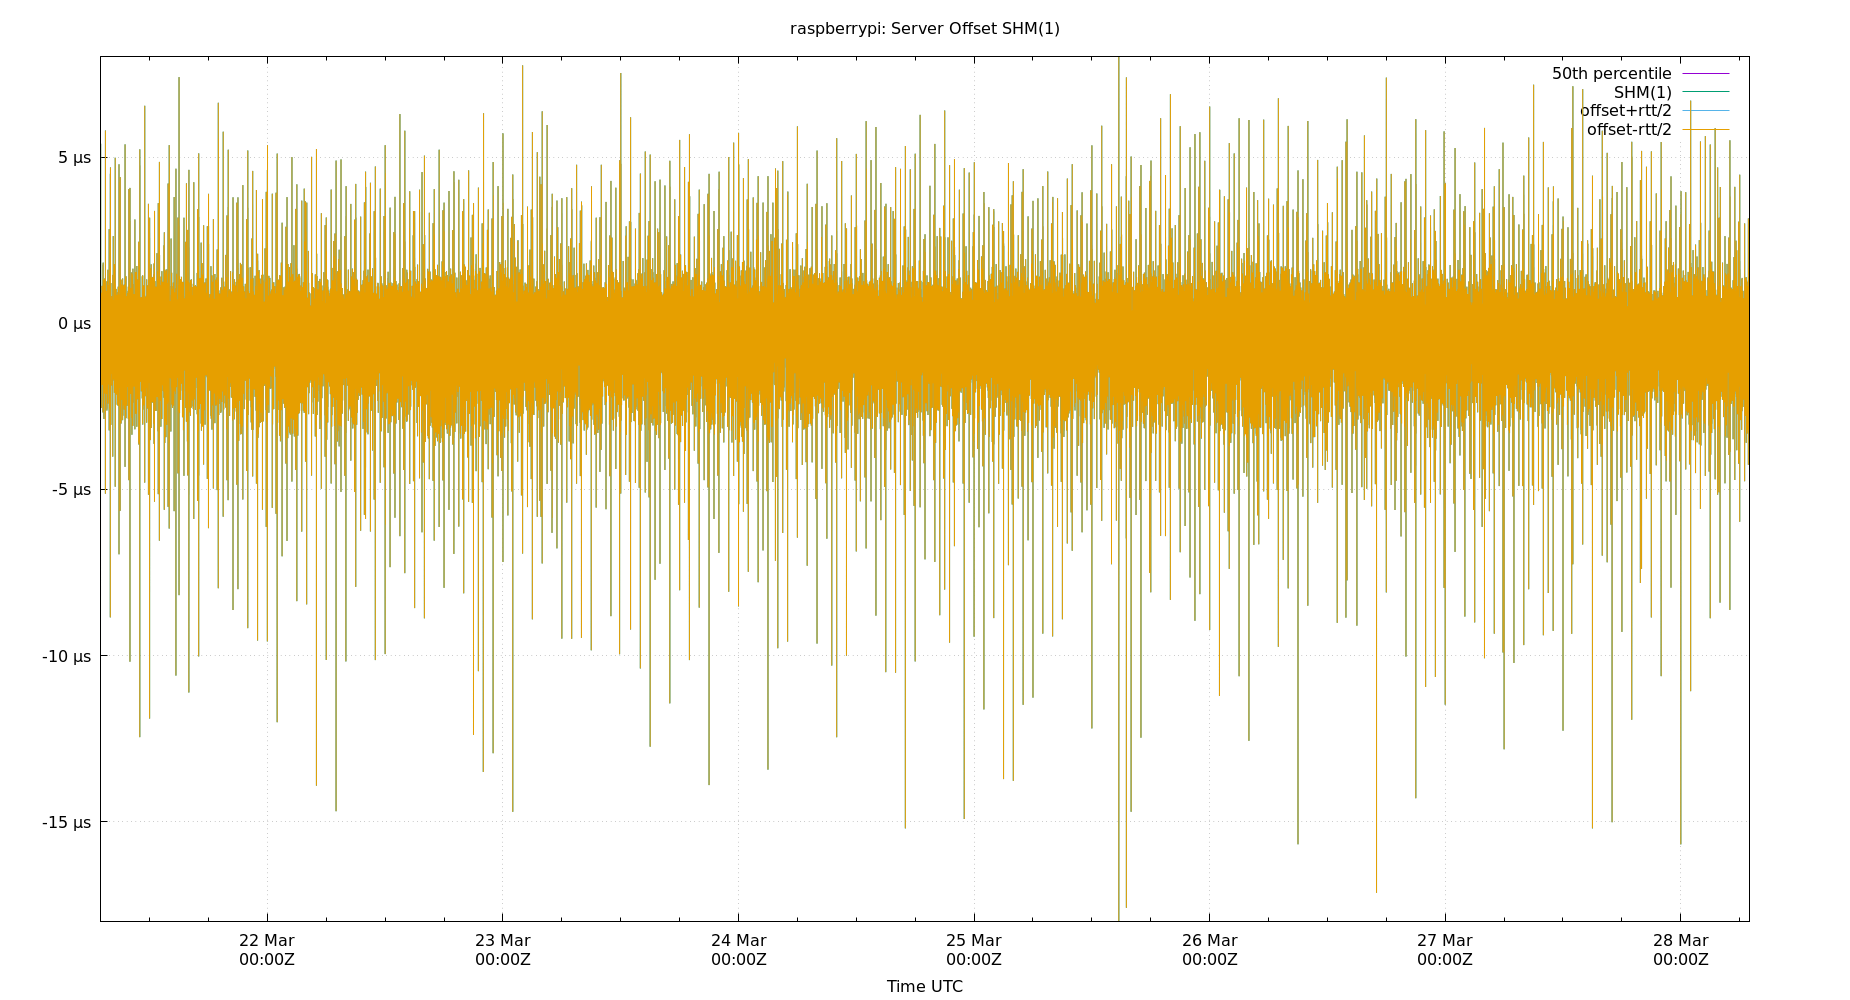 raspberrypi: Server Offset SHM(1)
50th percentile
SHM(1)
offset+rtt/2
offset-rtt/2
5 µs
0 µs
-5 µs
-10 µs
-15 µs
22 Mar 23 Mar 24 Mar 25 Mar 26 Mar 27 Mar 28 Mar
00:00Z 00:00Z 00:00Z 00:00Z 00:00Z 00:00Z 00:00Z
Time UTC